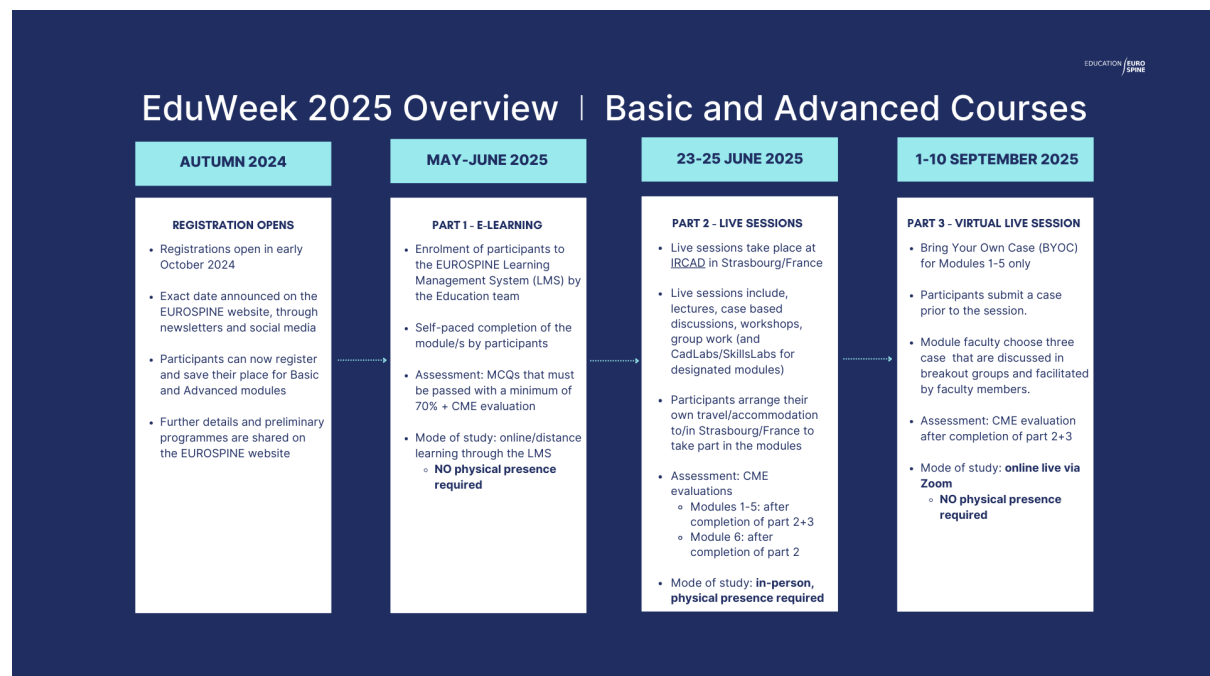 EDUCATION EURO
SPINE
EduWeek 2025 Overview | Basic and Advanced Courses
AUTUMN 2024
REGISTRATION OPENS
• Registrations open in early
October 2024
• Exact date announced on the
EUROSPINE website, through
newsletters and social media
• Participants can now register
and save their place for Basic
and Advanced modules
• Further details and preliminary
programmes are shared on
the EUROSPINE website
MAY-JUNE 2025
PART 1 - E-LEARNING
• Enrolment of participants to
the EUROSPINE Learning
Management System (LMS) by
the Education team
• Self-paced completion of the
module/s by participants
• Assessment: MCQs that must
be passed with a minimum of
70% + CME evaluation
• Mode of study: online/distance
learning through the LMS
◦ NO physical presence
required
23-25 JUNE 2025
PART 2 - LIVE SESSIONS
• Live sessions take place at
IRCAD in Strasbourg/France
• Live sessions include,
lectures, case based
discussions, workshops,
group work (and
CadLabs/SkillsLabs for
designated modules)
• Participants arrange their
own travel/accommodation
to/in Strasbourg/France to
take part in the modules
• Assessment: CME
evaluations
◦ Modules 1-5: after
completion of part 2+3
◦ Module 6: after
completion of part 2
• Mode of study: in-person,
physical presence required
1-10 SEPTEMBER 2025
PART 3 - VIRTUAL LIVE SESSION
• Bring Your Own Case (BYOC)
for Modules 1-5 only
• Participants submit a case
prior to the session.
• Module faculty choose three
case that are discussed in
breakout groups and facilitated
by faculty members.
• Assessment: CME evaluation
after completion of part 2+3
• Mode of study: online live via
Zoom
◦ NO physical presence
required